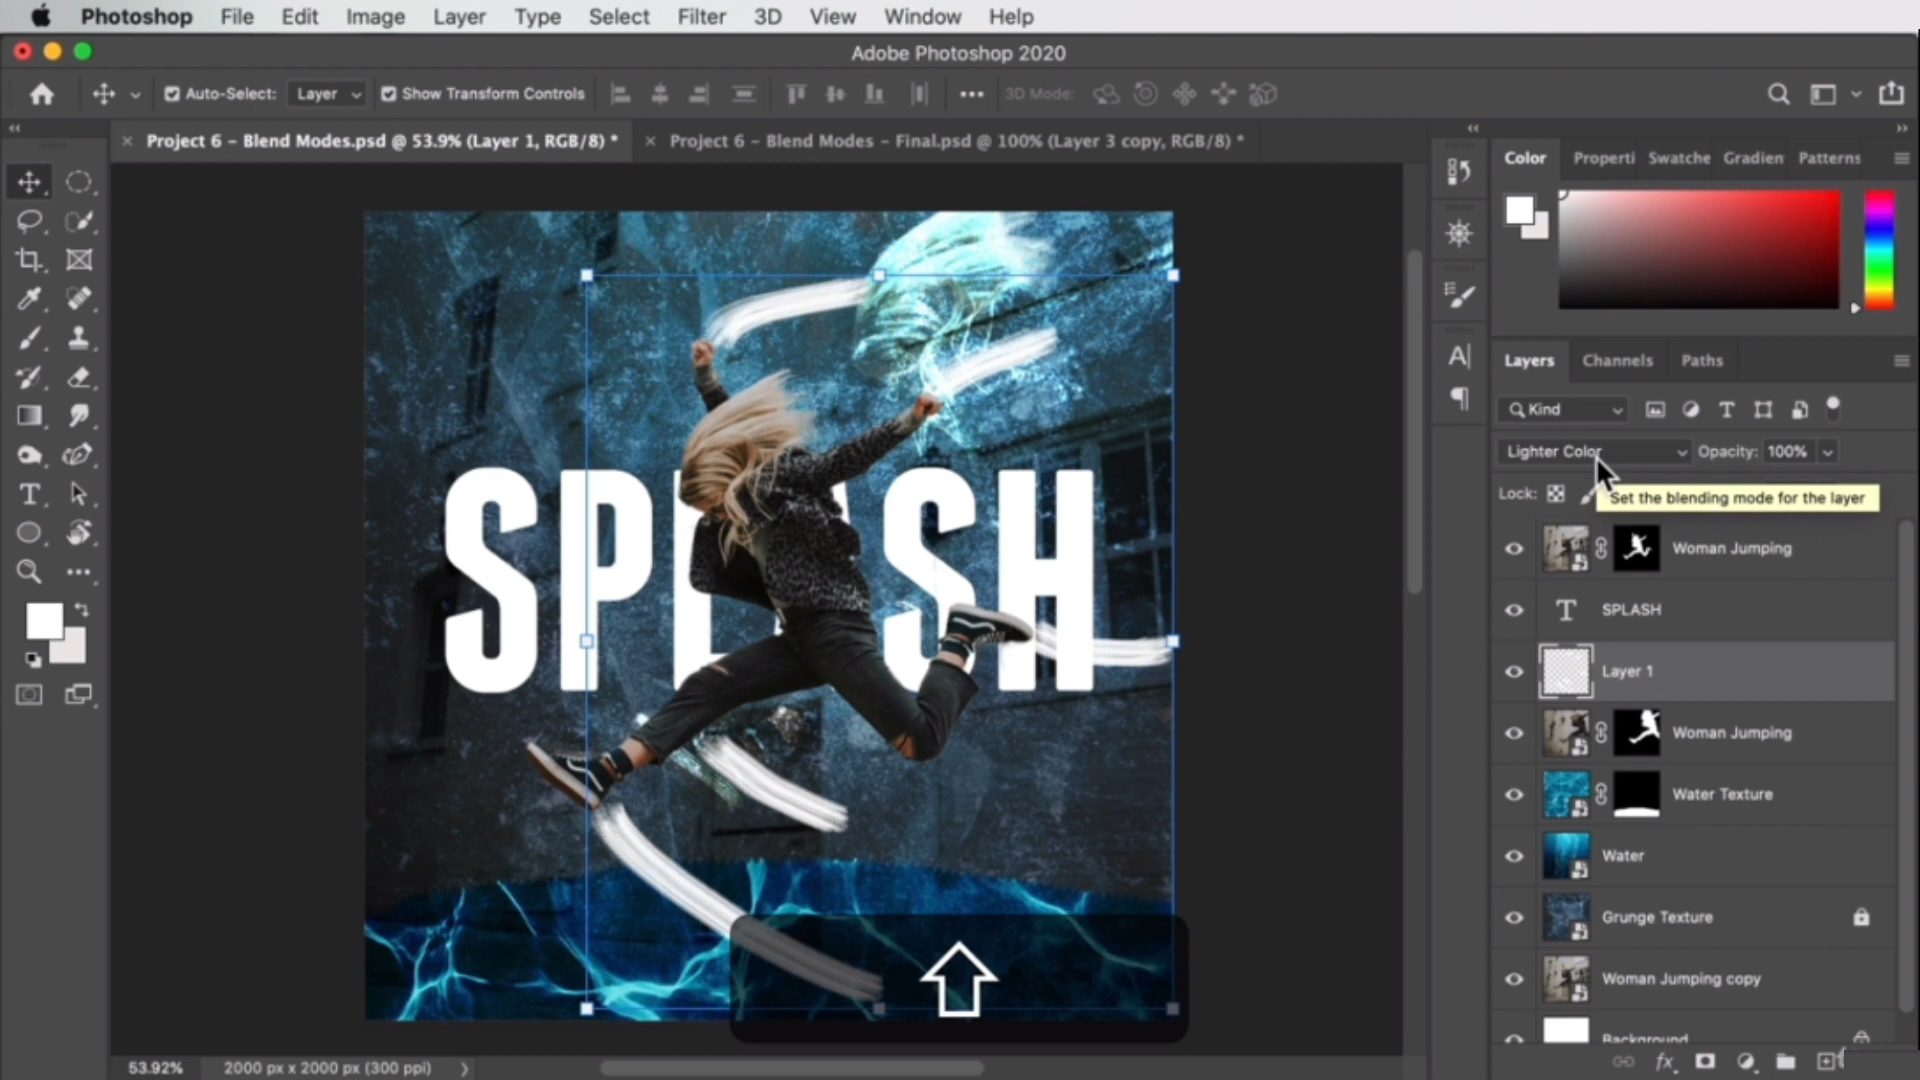 Photoshop File Edit Image Layer Type Select Filter 3D View Window Help
Adobe Photoshop 2020
Auto-Select: Layer Show Transform Controls 3D Mode:
Project 6 – Blend Modes.psd @ 53.9% (Layer 1, RGB/8) * Project 6 – Blend Modes – Final.psd @ 100% (Layer 3 copy, RGB/8) *
Color Properti Swatche Gradien Patterns
Layers Channels Paths
Kind
Lighter Color Opacity: 100%
Lock:
Set the blending mode for the layer
SPLASH
Woman Jumping
SPLASH
Layer 1
Woman Jumping
Water Texture
Water
Grunge Texture
Woman Jumping copy
Background
53.92% 2000 px x 2000 px (300 ppi)